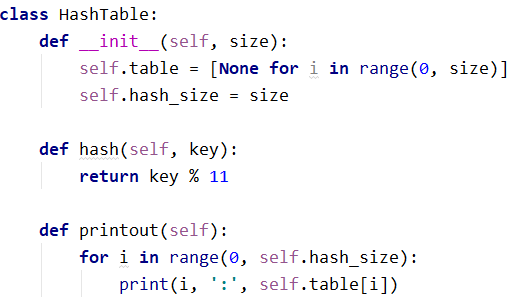 class HashTable:
    def __init__(self, size):
        self.table = [None for i in range(0, size)]
        self.hash_size = size

    def hash(self, key):
        return key % 11

    def printout(self):
        for i in range(0, self.hash_size):
            print(i, ':', self.table[i])